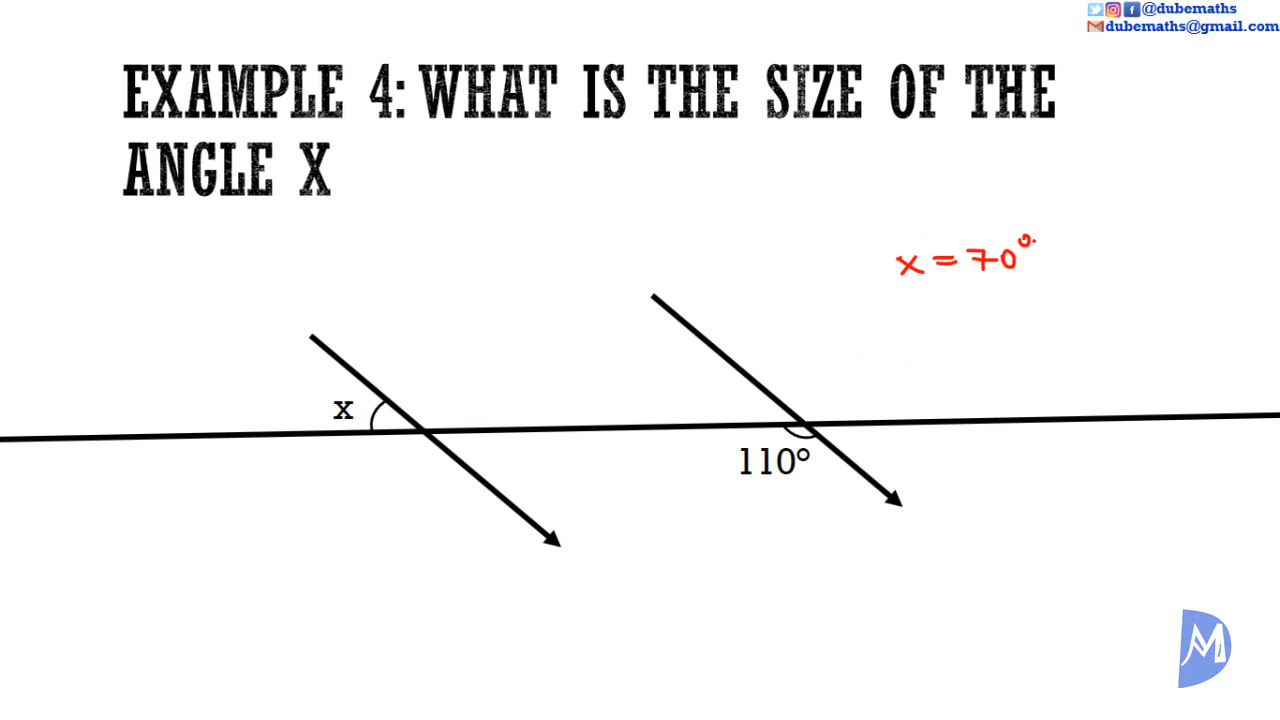 @dubemaths
dubemaths@gmail.com
EXAMPLE 4: WHAT IS THE SIZE OF THE
ANGLE X
x = 70°
x
110°
M